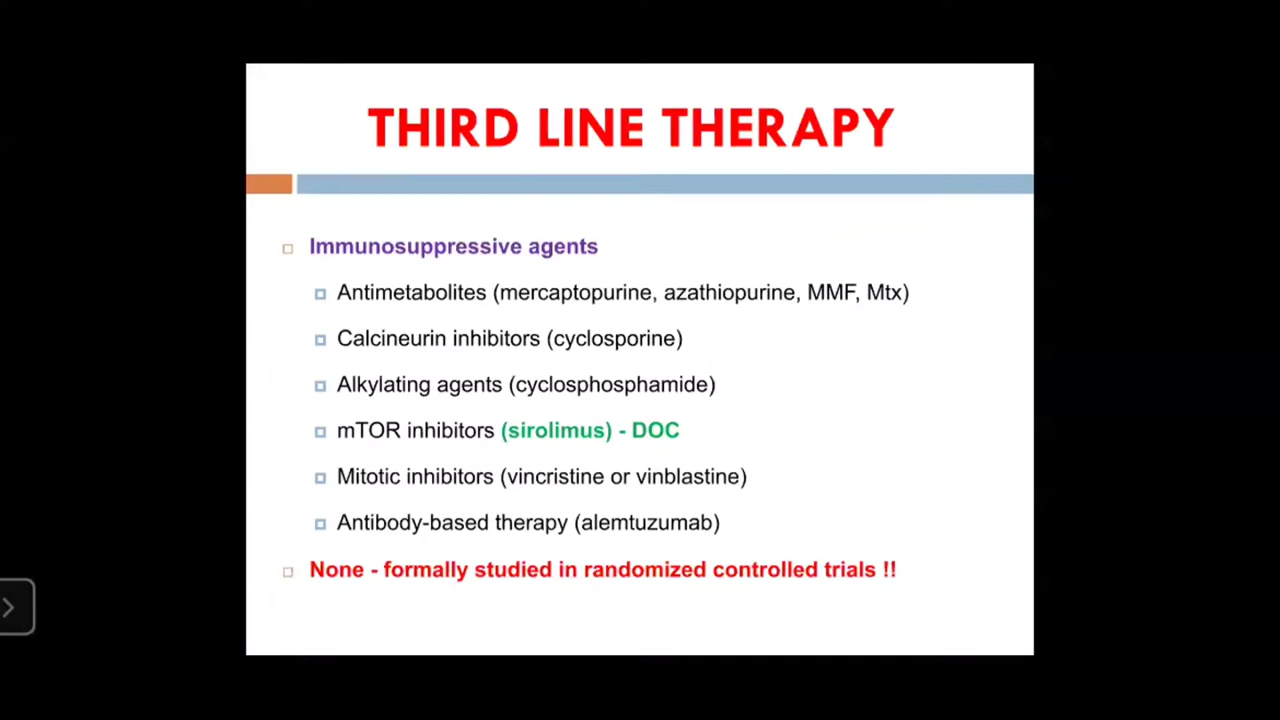 THIRD LINE THERAPY
Immunosuppressive agents
Antimetabolites (mercaptopurine, azathiopurine, MMF, Mtx)
Calcineurin inhibitors (cyclosporine)
Alkylating agents (cyclosphosphamide)
mTOR inhibitors (sirolimus) - DOC
Mitotic inhibitors (vincristine or vinblastine)
Antibody-based therapy (alemtuzumab)
None - formally studied in randomized controlled trials !!